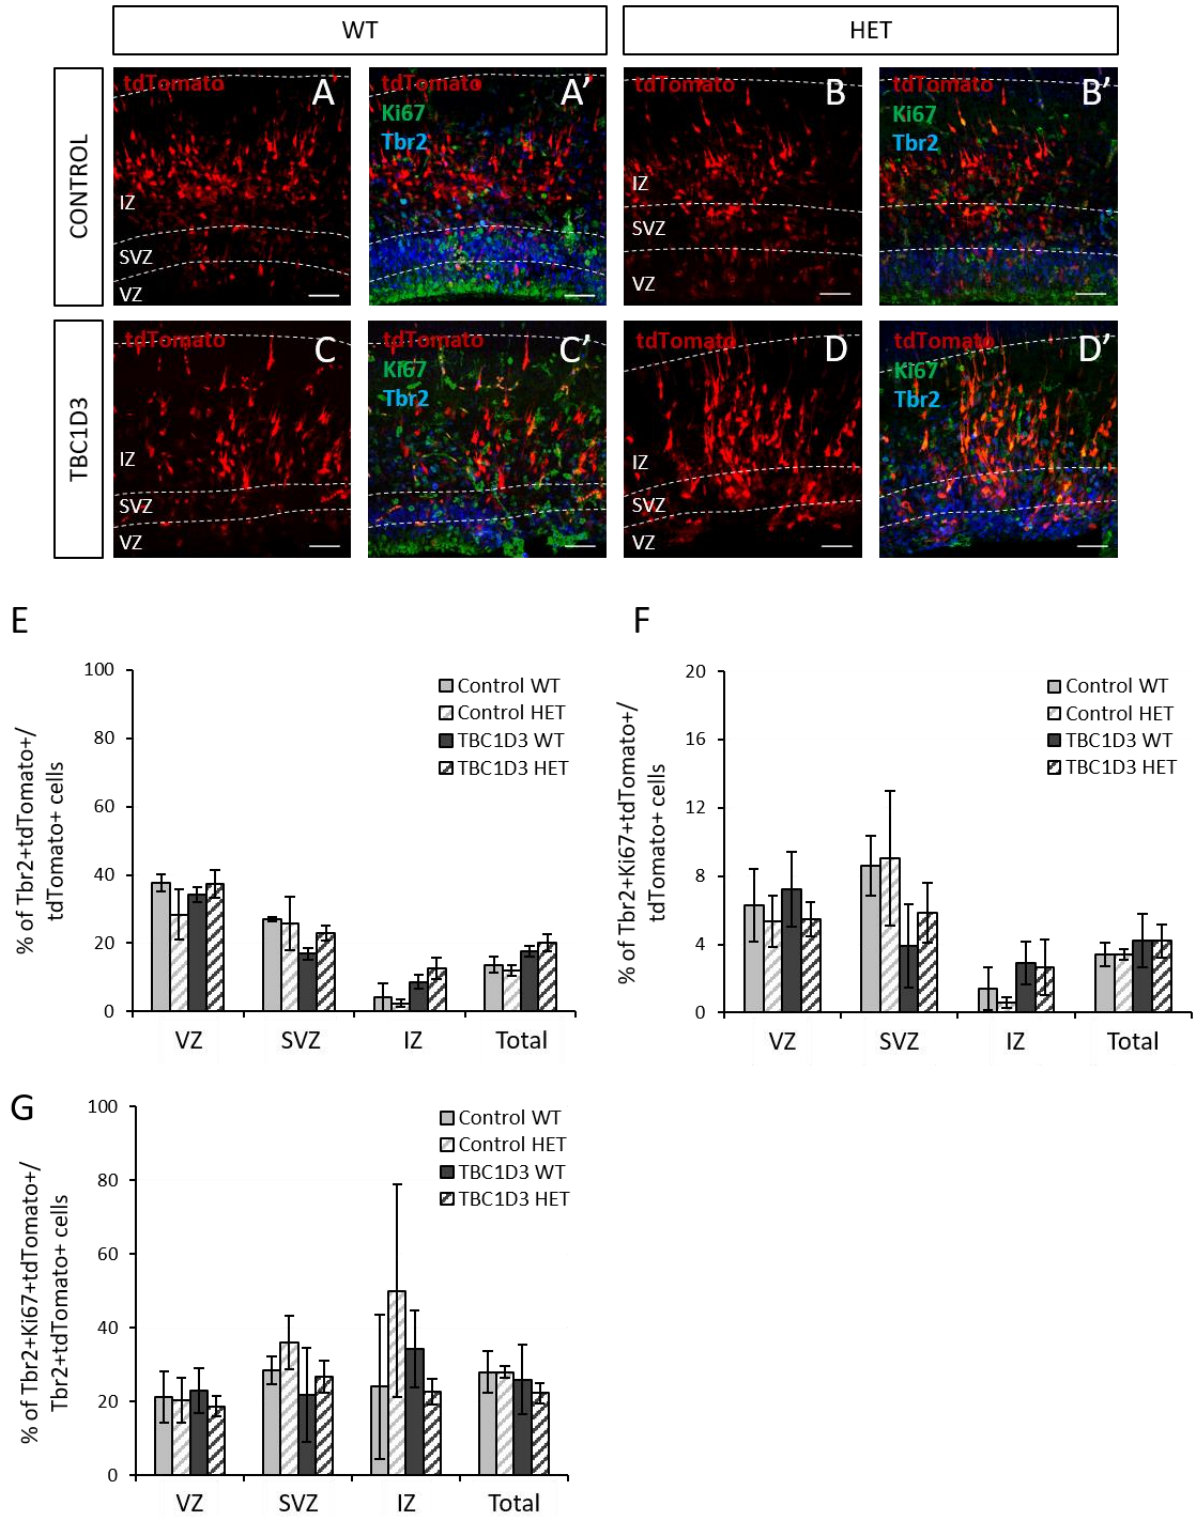 WT
HET
CONTROL
tdTomato
A
IZ
SVZ
VZ
tdTomato
Ki67
Tbr2
A’
tdTomato
B
IZ
SVZ
VZ
tdTomato
Ki67
Tbr2
B’
TBC1D3
tdTomato
C
IZ
SVZ
VZ
tdTomato
Ki67
Tbr2
C’
tdTomato
D
IZ
SVZ
VZ
tdTomato
Ki67
Tbr2
D’
E
% of Tbr2+tdTomato+/
tdTomato+ cells
100
80
60
40
20
0
Control WT
Control HET
TBC1D3 WT
TBC1D3 HET
VZ SVZ IZ Total
F
% of Tbr2+Ki67+tdTomato+/
tdTomato+ cells
20
16
12
8
4
0
Control WT
Control HET
TBC1D3 WT
TBC1D3 HET
VZ SVZ IZ Total
G
% of Tbr2+Ki67+tdTomato+/
Tbr2+tdTomato+ cells
100
80
60
40
20
0
Control WT
Control HET
TBC1D3 WT
TBC1D3 HET
VZ SVZ IZ Total